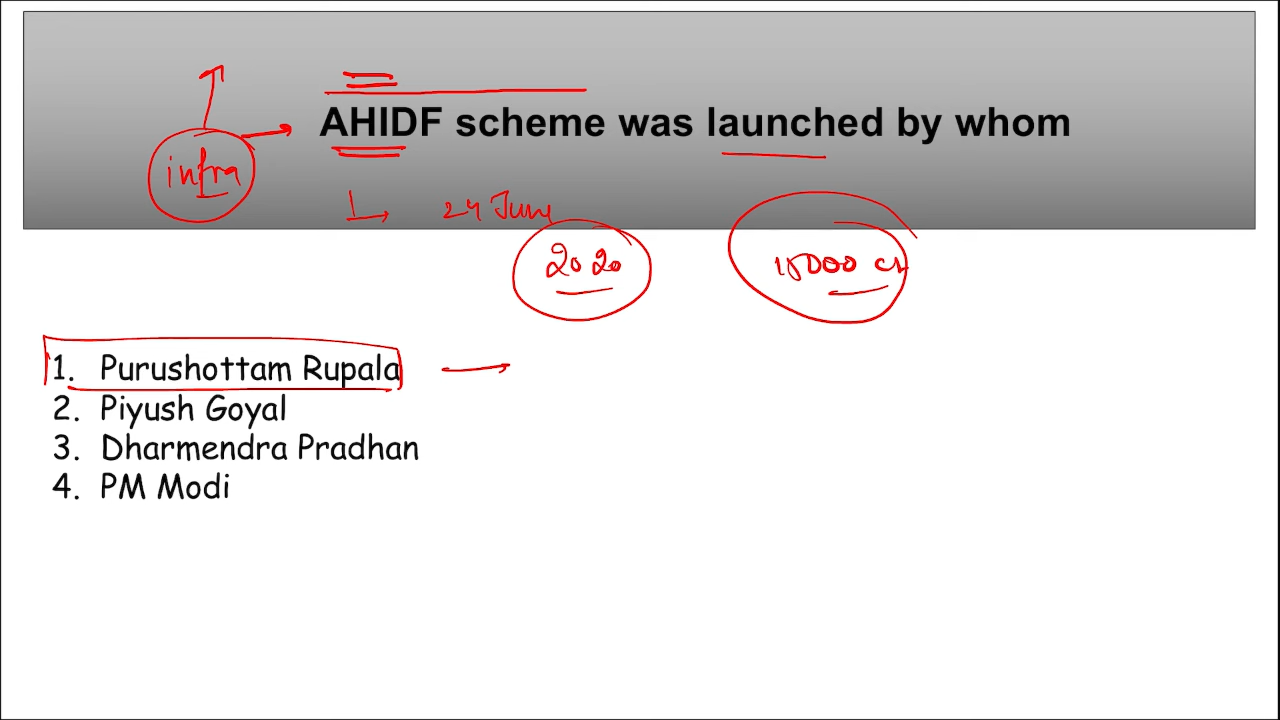 AHIDF scheme was launched by whom
infra
24 June
2020
15000 cr
1. Purushottam Rupala
2. Piyush Goyal
3. Dharmendra Pradhan
4. PM Modi